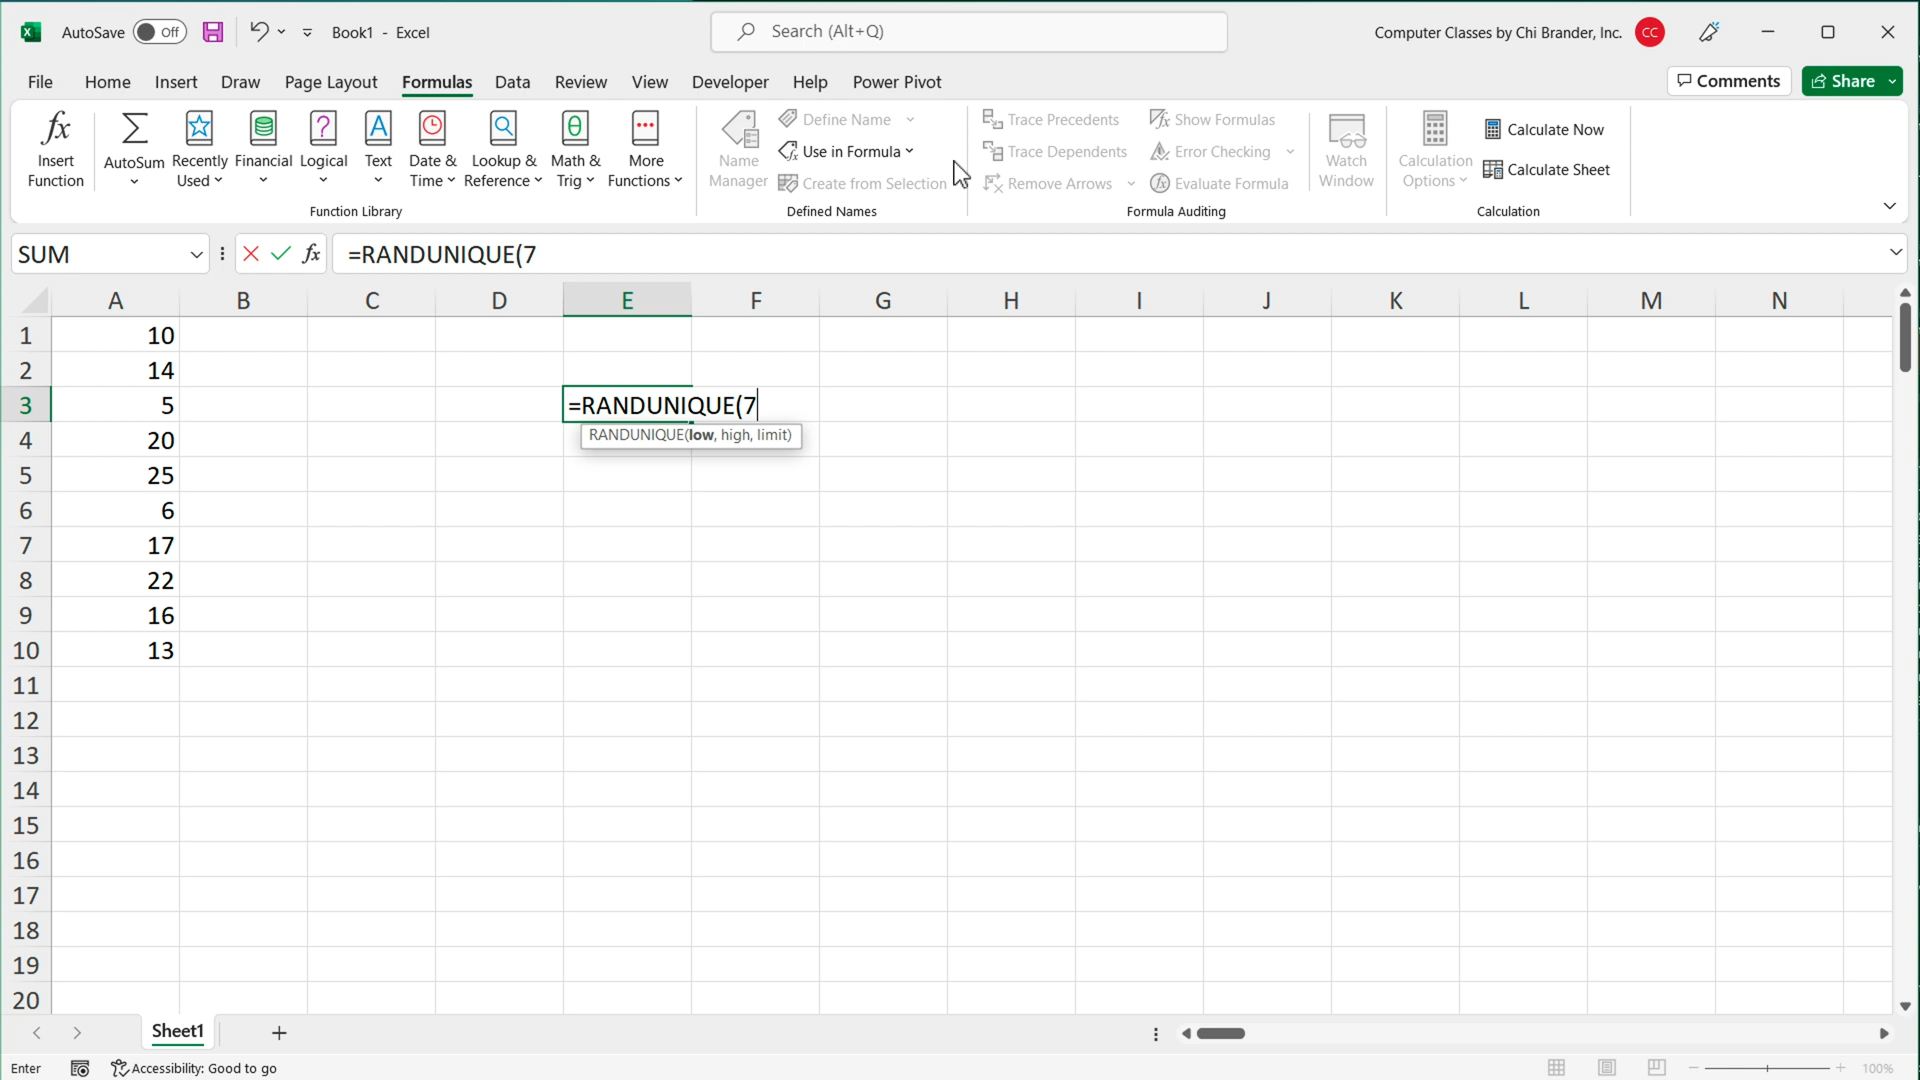 AutoSave Off Book1 - Excel Search (Alt+Q) Computer Classes by Chi Brander, Inc. CC
File Home Insert Draw Page Layout Formulas Data Review View Developer Help Power Pivot Comments Share
Insert Function
AutoSum
Recently Used
Financial
Logical
Text
Date & Time
Lookup & Reference
Math & Trig
More Functions
Function Library
Name Manager
Define Name
Use in Formula
Create from Selection
Defined Names
Trace Precedents
Trace Dependents
Remove Arrows
Show Formulas
Error Checking
Evaluate Formula
Formula Auditing
Watch Window
Calculation Options
Calculate Now
Calculate Sheet
Calculation
SUM fx =RANDUNIQUE(7
A B C D E F G H I J K L M N
1 10
2 14
3 5 =RANDUNIQUE(7
RANDUNIQUE(low, high, limit)
4 20
5 25
6 6
7 17
8 22
9 16
10 13
11
12
13
14
15
16
17
18
19
20
Sheet1
Enter Accessibility: Good to go 100%